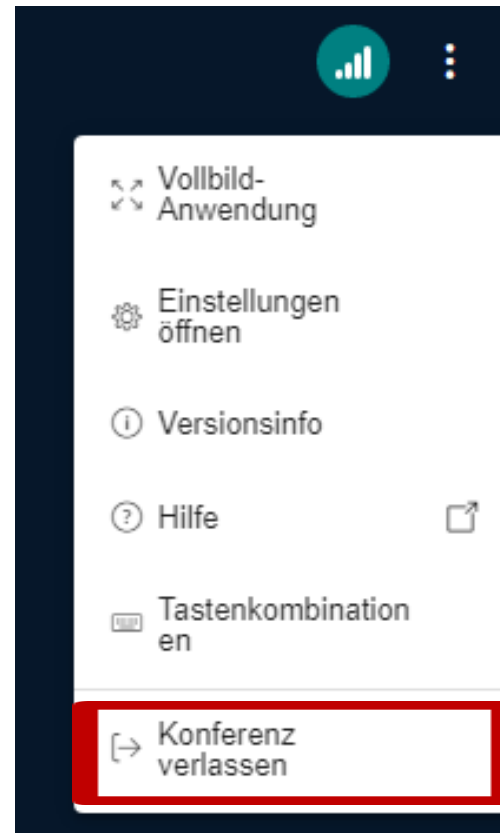 Vollbild-
Anwendung
Einstellungen
öffnen
Versionsinfo
Hilfe
Tastenkombination
en
Konferenz
verlassen